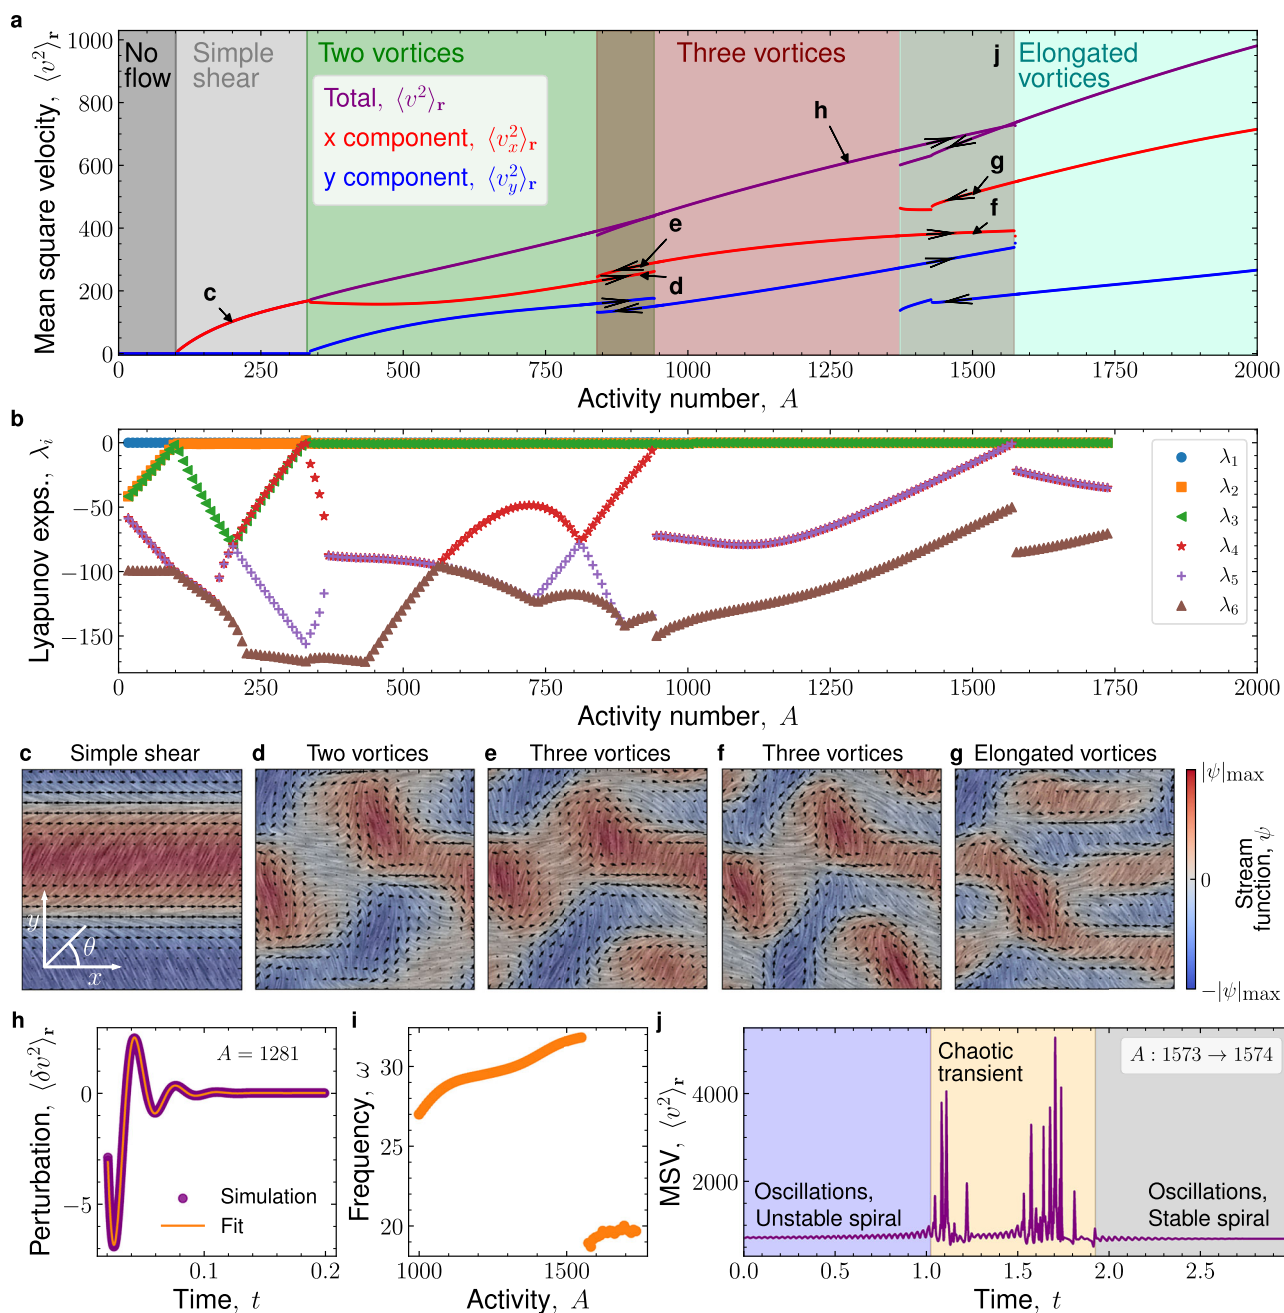 a
No flow
Simple shear
Two vortices
Three vortices
j
Elongated vortices
Total, ⟨v²⟩r
x component, ⟨vx²⟩r
y component, ⟨vy²⟩r
c
d
e
f
g
h
Mean square velocity, ⟨v²⟩r
1000
800
600
400
200
0
0 250 500 750 1000 1250 1500 1750 2000
Activity number, A
b
Lyapunov exps., λi
0
−50
−100
−150
λ1
λ2
λ3
λ4
λ5
λ6
0 250 500 750 1000 1250 1500 1750 2000
Activity number, A
c Simple shear
d Two vortices
e Three vortices
f Three vortices
g Elongated vortices
y
θ
x
|ψ|max
0
−|ψ|max
Stream function, ψ
h
Perturbation, ⟨δv²⟩r
A = 1281
0
−5
Simulation
Fit
0.1 0.2
Time, t
i
Frequency, ω
30
20
1000 1500
Activity, A
j
MSV, ⟨v²⟩r
4000
2000
Chaotic transient
A : 1573 → 1574
Oscillations,
Unstable spiral
Oscillations,
Stable spiral
0.0 0.5 1.0 1.5 2.0 2.5
Time, t